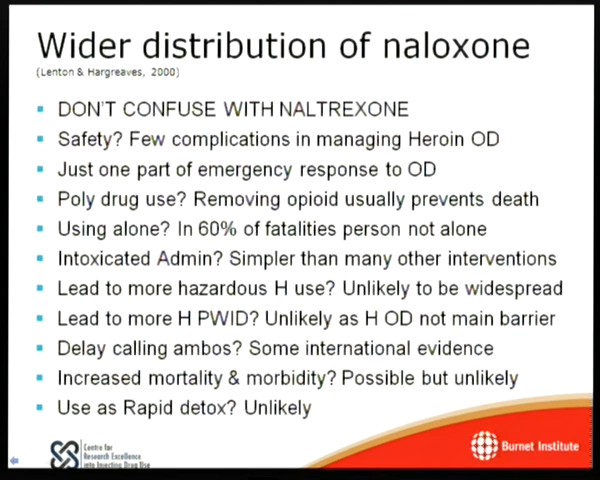 Wider distribution of naloxone
(Lenton & Hargreaves, 2000)
DON'T CONFUSE WITH NALTREXONE
Safety? Few complications in managing Heroin OD
Just one part of emergency response to OD
Poly drug use? Removing opioid usually prevents death
Using alone? In 60% of fatalities person not alone
Intoxicated Admin? Simpler than many other interventions
Lead to more hazardous H use? Unlikely to be widespread
Lead to more H PWID? Unlikely as H OD not main barrier
Delay calling ambos? Some international evidence
Increased mortality & morbidity? Possible but unlikely
Use as Rapid detox? Unlikely
Centre for
Research Excellence
into Injecting Drug Use
Burnet Institute